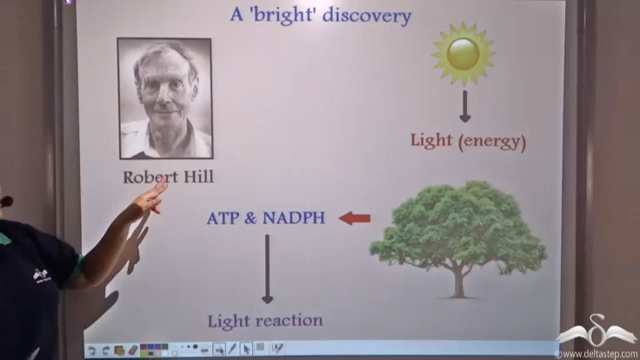 A 'bright' discovery
Light (energy)
Robert Hill
ATP & NADPH
Light reaction
©www.deltastep.com